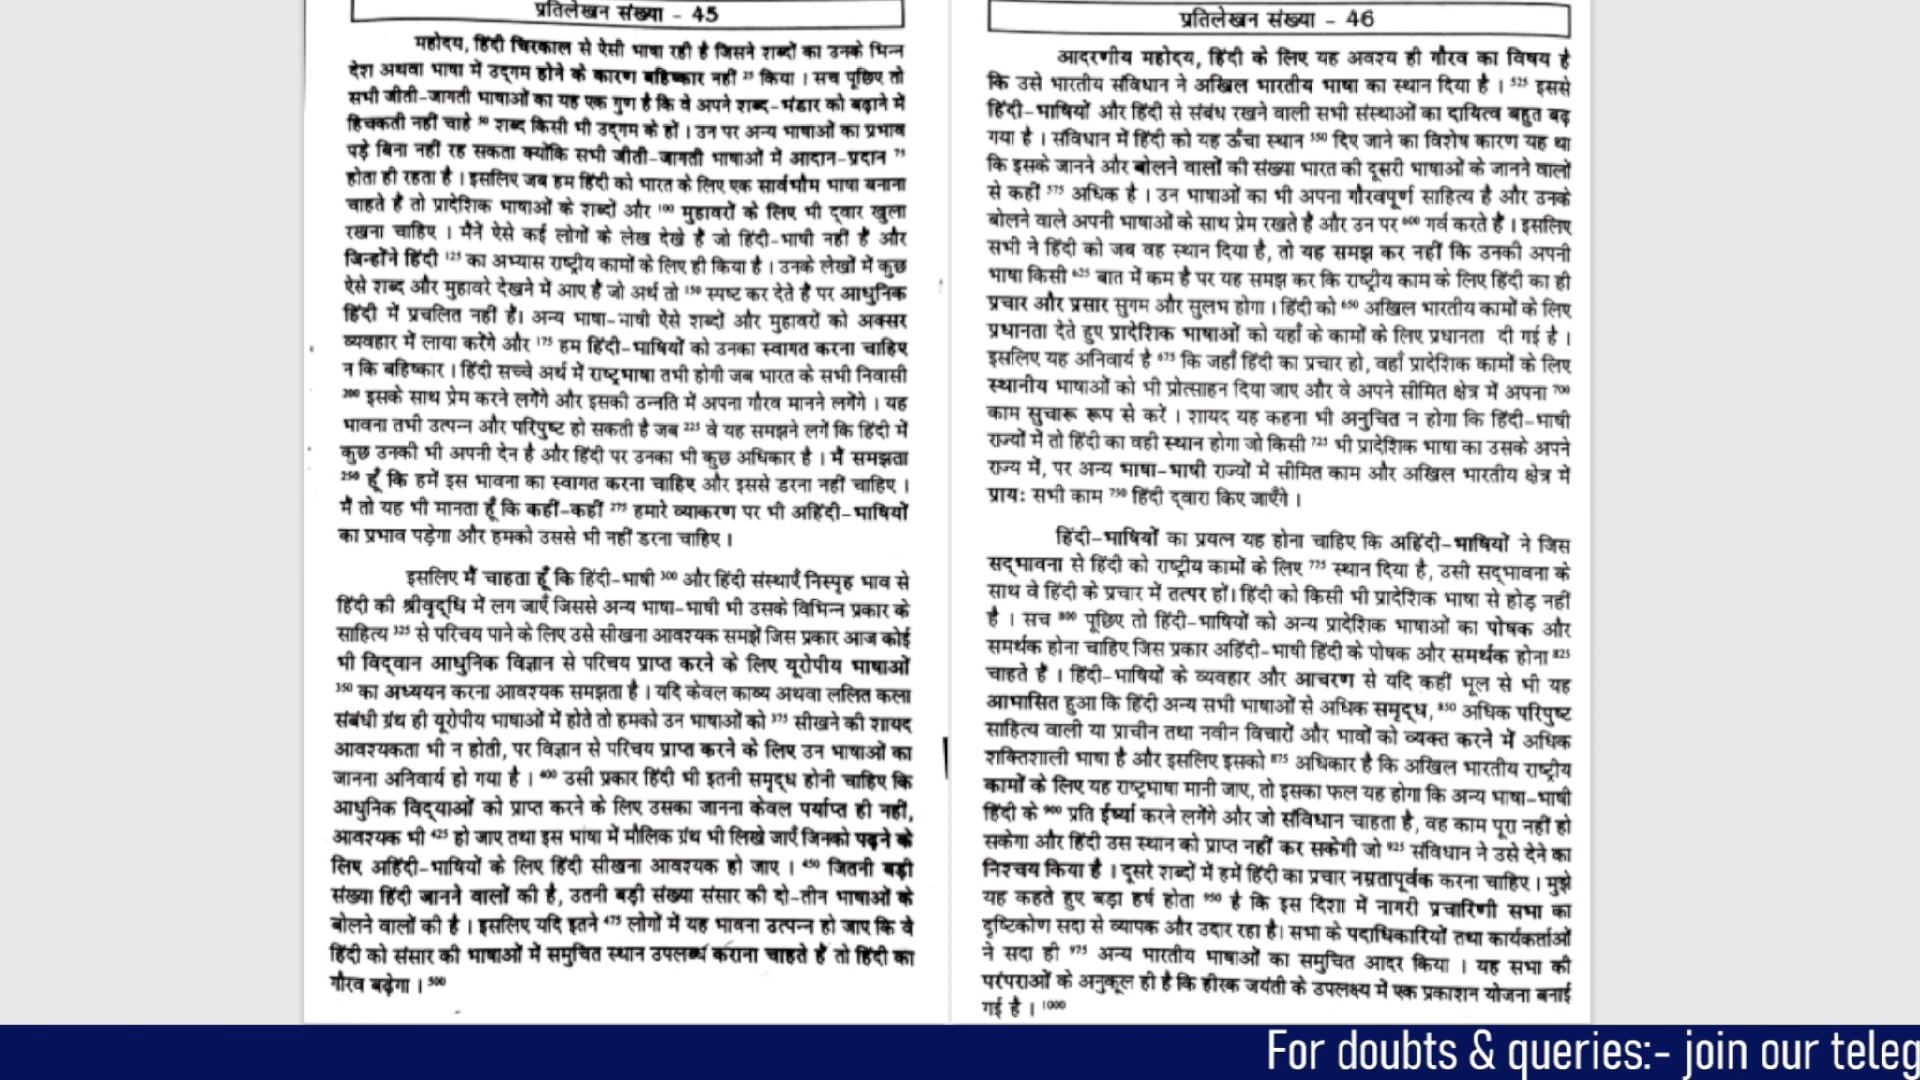 प्रतिलेखन संख्या - 45
महोदय, हिंदी चिरकाल से ऐसी भाषा रही है जिसने शब्दों का उनके भिन्न
देश अथवा भाषा में उद्गम होने के कारण बहिष्कार नहीं 25 किया । सच पूछिए तो
सभी जीती-जागती भाषाओं का यह एक गुण है कि वे अपने शब्द-भंडार को बढ़ाने में
हिचकती नहीं चाहे 50 शब्द किसी भी उद्गम के हों । उन पर अन्य भाषाओं का प्रभाव
पड़े बिना नहीं रह सकता क्योंकि सभी जीती-जागती भाषाओं में आदान-प्रदान 75
होता ही रहता है । इसलिए जब हम हिंदी को भारत के लिए एक सार्वभौम भाषा बनाना
चाहते हैं तो प्रादेशिक भाषाओं के शब्दों और 100 मुहावरों के लिए भी द्वार खुला
रखना चाहिए । मैनें ऐसे कई लोगों के लेख देखे हैं जो हिंदी-भाषी नहीं हैं और
जिन्होंने हिंदी 125 का अभ्यास राष्ट्रीय कामों के लिए ही किया है । उनके लेखों में कुछ
ऐसे शब्द और मुहावरे देखने में आए हैं जो अर्थ तो 150 स्पष्ट कर देते हैं पर आधुनिक
हिंदी में प्रचलित नहीं हैं। अन्य भाषा-भाषी ऐसे शब्दों और मुहावरों को अक्सर
व्यवहार में लाया करेंगे और 175 हम हिंदी-भाषियों को उनका स्वागत करना चाहिए
न कि बहिष्कार । हिंदी सच्चे अर्थ में राष्ट्रभाषा तभी होगी जब भारत के सभी निवासी
200 इसके साथ प्रेम करने लगेंगे और इसकी उन्नति में अपना गौरव मानने लगेंगे । यह
भावना तभी उत्पन्न और परिपुष्ट हो सकती है जब 225 वे यह समझने लगें कि हिंदी में
कुछ उनकी भी अपनी देन है और हिंदी पर उनका भी कुछ अधिकार है । मैं समझता
250 हूँ कि हमें इस भावना का स्वागत करना चाहिए और इससे डरना नहीं चाहिए ।
मैं तो यह भी मानता हूँ कि कहीं-कहीं 275 हमारे व्याकरण पर भी अहिंदी-भाषियों
का प्रभाव पड़ेगा और हमको उससे भी नहीं डरना चाहिए ।
इसलिए मैं चाहता हूँ कि हिंदी-भाषी 300 और हिंदी संस्थाएँ निस्पृह भाव से
हिंदी की श्रीवृद्धि में लग जाएँ जिससे अन्य भाषा-भाषी भी उसके विभिन्न प्रकार के
साहित्य 325 से परिचय पाने के लिए उसे सीखना आवश्यक समझें जिस प्रकार आज कोई
भी विद्वान आधुनिक विज्ञान से परिचय प्राप्त करने के लिए यूरोपीय भाषाओं
350 का अध्ययन करना आवश्यक समझता है । यदि केवल काव्य अथवा ललित कला
संबंधी ग्रंथ ही यूरोपीय भाषाओं में होते तो हमको उन भाषाओं को 375 सीखने की शायद
आवश्यकता भी न होती, पर विज्ञान से परिचय प्राप्त करने के लिए उन भाषाओं का
जानना अनिवार्य हो गया है । 400 उसी प्रकार हिंदी भी इतनी समृद्ध होनी चाहिए कि
आधुनिक विद्याओं को प्राप्त करने के लिए उसका जानना केवल पर्याप्त ही नहीं,
आवश्यक भी 425 हो जाए तथा इस भाषा में मौलिक ग्रंथ भी लिखे जाएँ जिनको पढ़ने के
लिए अहिंदी-भाषियों के लिए हिंदी सीखना आवश्यक हो जाए । 450 जितनी बड़ी
संख्या हिंदी जानने वालों की है, उतनी बड़ी संख्या संसार की दो-तीन भाषाओं के
बोलने वालों की है । इसलिए यदि इतने 475 लोगों में यह भावना उत्पन्न हो जाए कि वे
हिंदी को संसार की भाषाओं में समुचित स्थान उपलब्ध कराना चाहते हैं तो हिंदी का
गौरव बढ़ेगा । 500
प्रतिलेखन संख्या - 46
आदरणीय महोदय, हिंदी के लिए यह अवश्य ही गौरव का विषय है
कि उसे भारतीय संविधान ने अखिल भारतीय भाषा का स्थान दिया है । 525 इससे
हिंदी-भाषियों और हिंदी से संबंध रखने वाली सभी संस्थाओं का दायित्व बहुत बढ़
गया है । संविधान में हिंदी को यह ऊँचा स्थान 550 दिए जाने का विशेष कारण यह था
कि इसके जानने और बोलने वालों की संख्या भारत की दूसरी भाषाओं के जानने वालों
से कहीं 575 अधिक है । उन भाषाओं का भी अपना गौरवपूर्ण साहित्य है और उनके
बोलने वाले अपनी भाषाओं के साथ प्रेम रखते हैं और उन पर 600 गर्व करते हैं । इसलिए
सभी ने हिंदी को जब वह स्थान दिया है, तो यह समझ कर नहीं कि उनकी अपनी
भाषा किसी 625 बात में कम है पर यह समझ कर कि राष्ट्रीय काम के लिए हिंदी का ही
प्रचार और प्रसार सुगम और सुलभ होगा । हिंदी को 650 अखिल भारतीय कामों के लिए
प्रधानता देते हुए प्रादेशिक भाषाओं को यहाँ के कामों के लिए प्रधानता दी गई है ।
इसलिए यह अनिवार्य है 675 कि जहाँ हिंदी का प्रचार हो, वहाँ प्रादेशिक कामों के लिए
स्थानीय भाषाओं को भी प्रोत्साहन दिया जाए और वे अपने सीमित क्षेत्र में अपना 700
काम सुचारू रूप से करें । शायद यह कहना भी अनुचित न होगा कि हिंदी-भाषी
राज्यों में तो हिंदी का वही स्थान होगा जो किसी 725 भी प्रादेशिक भाषा का उसके अपने
राज्य में, पर अन्य भाषा-भाषी राज्यों में सीमित काम और अखिल भारतीय क्षेत्र में
प्रायः सभी काम 750 हिंदी द्वारा किए जाएँगे ।
हिंदी-भाषियों का प्रयत्न यह होना चाहिए कि अहिंदी-भाषियों ने जिस
सद्भावना से हिंदी को राष्ट्रीय कामों के लिए 775 स्थान दिया है, उसी सद्भावना के
साथ वे हिंदी के प्रचार में तत्पर हों। हिंदी को किसी भी प्रादेशिक भाषा से होड़ नहीं
है । सच 800 पूछिए तो हिंदी-भाषियों को अन्य प्रादेशिक भाषाओं का पोषक और
समर्थक होना चाहिए जिस प्रकार अहिंदी-भाषी हिंदी के पोषक और समर्थक होना 825
चाहते हैं । हिंदी-भाषियों के व्यवहार और आचरण से यदि कहीं भूल से भी यह
आभासित हुआ कि हिंदी अन्य सभी भाषाओं से अधिक समृद्ध, 850 अधिक परिपुष्ट
साहित्य वाली या प्राचीन तथा नवीन विचारों और भावों को व्यक्त करने में अधिक
शक्तिशाली भाषा है और इसलिए इसको 875 अधिकार है कि अखिल भारतीय राष्ट्रीय
कामों के लिए यह राष्ट्रभाषा मानी जाए, तो इसका फल यह होगा कि अन्य भाषा-भाषी
हिंदी के 900 प्रति ईर्ष्या करने लगेंगे और जो संविधान चाहता है, वह काम पूरा नहीं हो
सकेगा और हिंदी उस स्थान को प्राप्त नहीं कर सकेगी जो 925 संविधान ने उसे देने का
निश्चय किया है । दूसरे शब्दों में हमें हिंदी का प्रचार नम्रतापूर्वक करना चाहिए । मुझे
यह कहते हुए बड़ा हर्ष होता 950 है कि इस दिशा में नागरी प्रचारिणी सभा का
दृष्टिकोण सदा से व्यापक और उदार रहा है। सभा के पदाधिकारियों तथा कार्यकर्ताओं
ने सदा ही 975 अन्य भारतीय भाषाओं का समुचित आदर किया । यह सभा की
परंपराओं के अनुकूल ही है कि हीरक जयंती के उपलक्ष्य में एक प्रकाशन योजना बनाई
गई है । 1000
For doubts & queries:- join our teleg